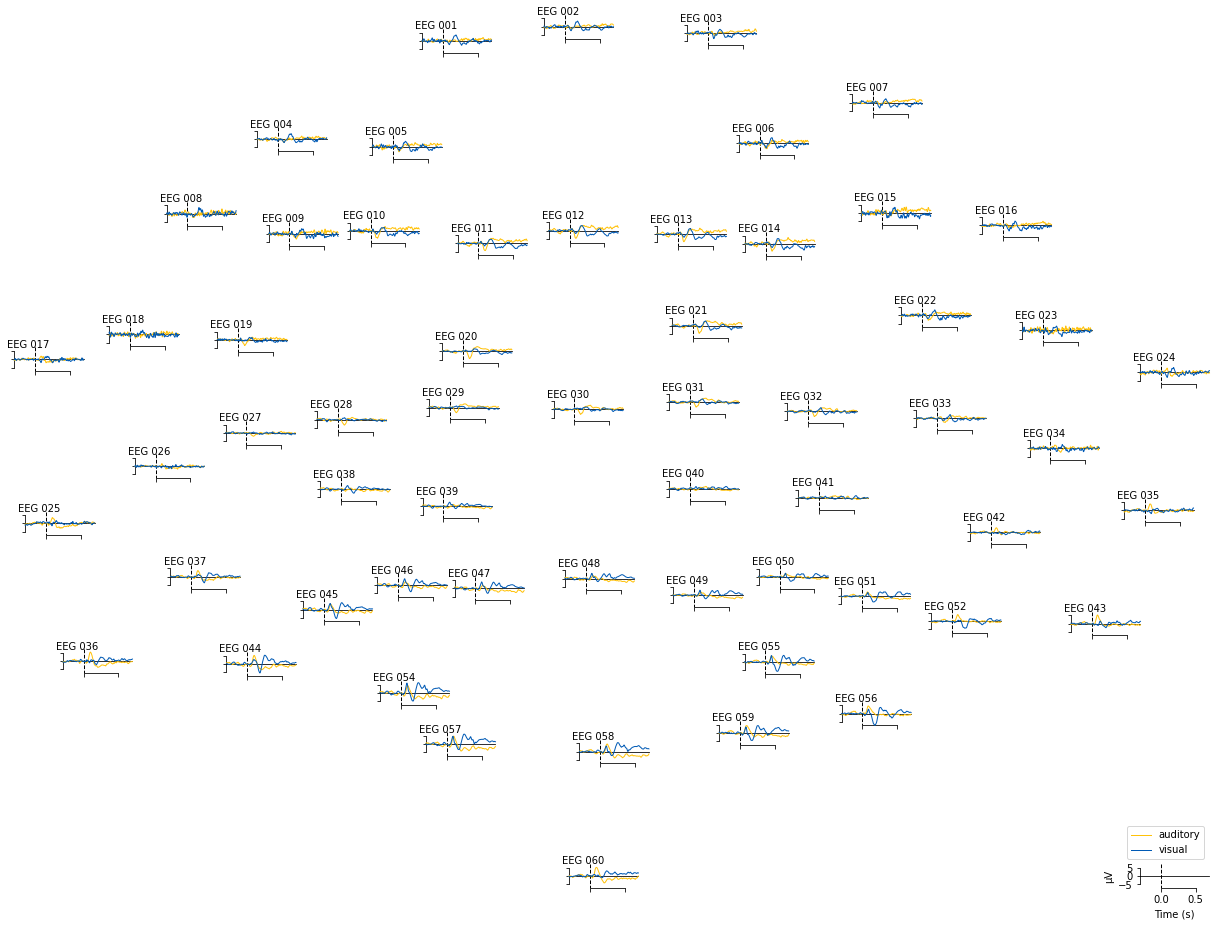 EEG 001
EEG 002
EEG 003
EEG 004
EEG 005
EEG 006
EEG 007
EEG 008
EEG 009
EEG 010
EEG 011
EEG 012
EEG 013
EEG 014
EEG 015
EEG 016
EEG 017
EEG 018
EEG 019
EEG 020
EEG 021
EEG 022
EEG 023
EEG 024
EEG 025
EEG 026
EEG 027
EEG 028
EEG 029
EEG 030
EEG 031
EEG 032
EEG 033
EEG 034
EEG 035
EEG 036
EEG 037
EEG 038
EEG 039
EEG 040
EEG 041
EEG 042
EEG 043
EEG 044
EEG 045
EEG 046
EEG 047
EEG 048
EEG 049
EEG 050
EEG 051
EEG 052
EEG 054
EEG 055
EEG 056
EEG 057
EEG 058
EEG 059
EEG 060
auditory
visual
µV
5
0
−5
0.0 0.5
Time (s)